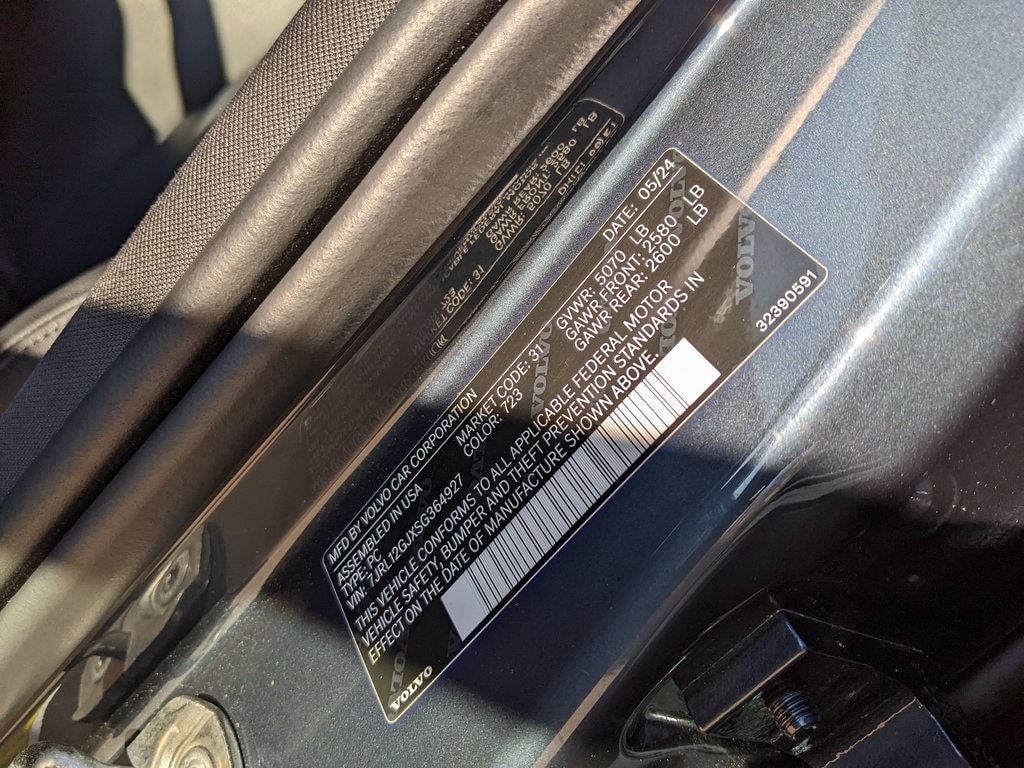 MFD BY VOLVO CAR CORPORATION
DATE: 05/24
ASSEMBLED IN USA
TYPE: PC
MARKET CODE: 31
GVWR: 5070 LB
VIN: 7JRL12GJXSG364927
COLOR: 723
GAWR FRONT: 2580 LB
GAWR REAR: 2600 LB
THIS VEHICLE CONFORMS TO ALL APPLICABLE FEDERAL MOTOR
VEHICLE SAFETY, BUMPER AND THEFT PREVENTION STANDARDS IN
EFFECT ON THE DATE OF MANUFACTURE SHOWN ABOVE.
VOLVO
32390591